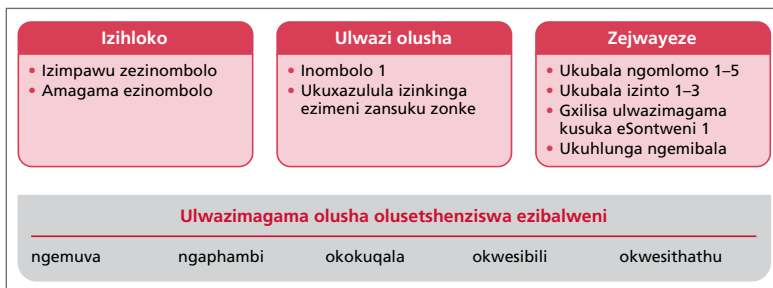 Izihloko
• Izimpawu zezinombolo
• Amagama ezinombolo
Ulwazi olusha
• Inombolo 1
• Ukuxazulula izinkinga
ezimeni zansuku zonke
Zejwayeze
• Ukubala ngomlomo 1–5
• Ukubala izinto 1–3
• Gxilisa ulwazimagama
kusuka eSontweni 1
• Ukuhlunga ngemibala
Ulwazimagama olusha olusetshenziswa ezibalweni
ngemuva ngaphambi okokuqala okwesibili okwesithathu